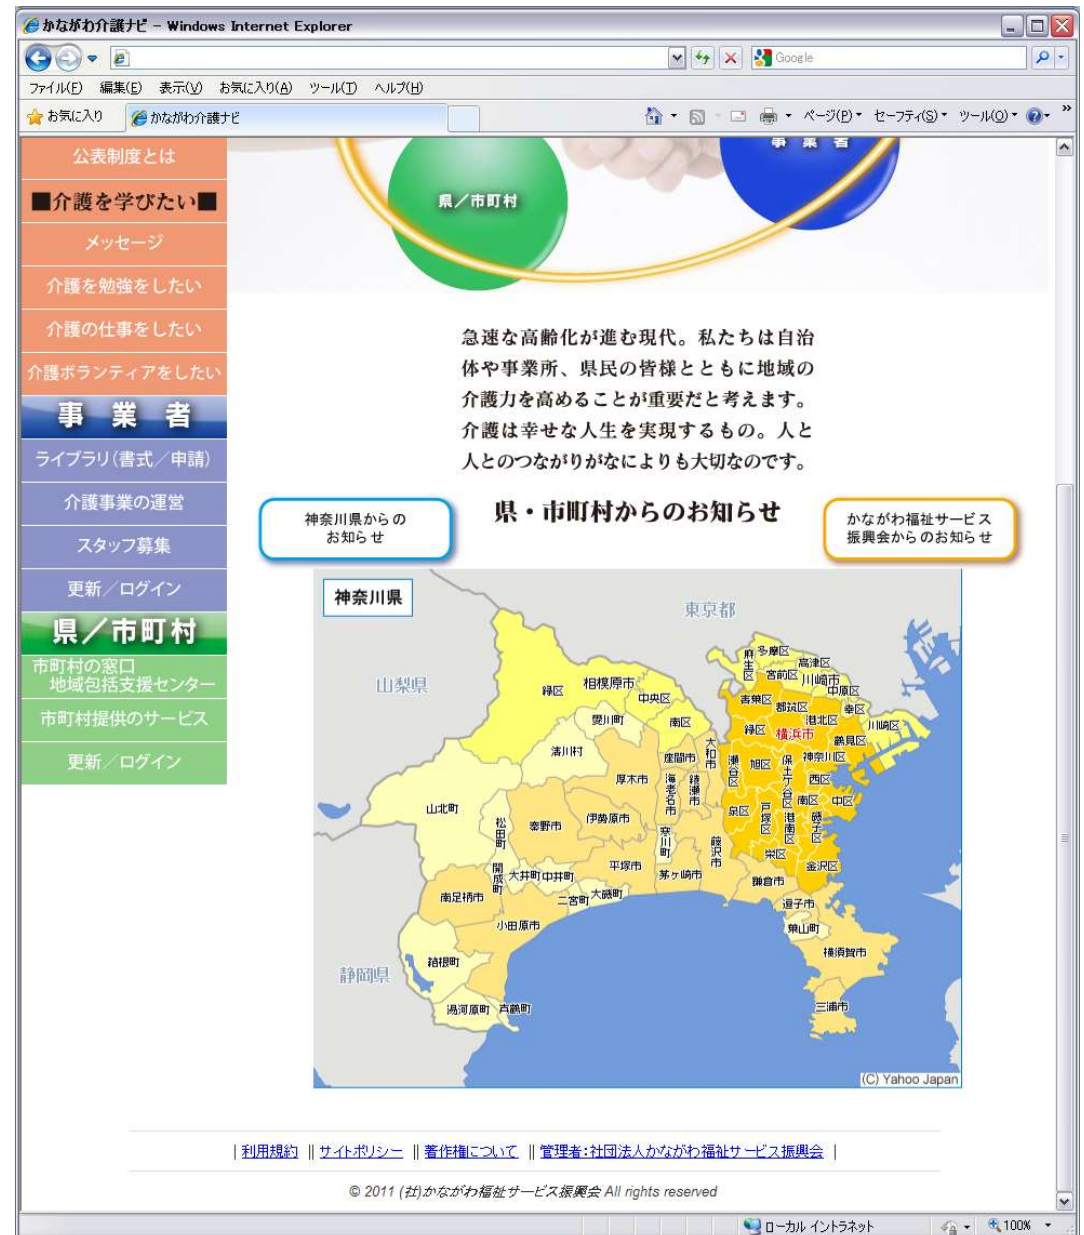 かながわ介護ナビ - Windows Internet Explorer
Google
ファイル(F) 編集(E) 表示(V) お気に入り(A) ツール(T) ヘルプ(H)
お気に入り
かながわ介護ナビ
ページ(P) セーフティ(S) ツール(O)
公表制度とは
■介護を学びたい■
メッセージ
介護を勉強をしたい
介護の仕事をしたい
介護ボランティアをしたい
事業者
ライブラリ(書式/申請)
介護事業の運営
スタッフ募集
更新/ログイン
県/市町村
市町村の窓口
地域包括支援センター
市町村提供のサービス
更新/ログイン
事業者
県/市町村
急速な高齢化が進む現代。私たちは自治
体や事業所、県民の皆様とともに地域の
介護力を高めることが重要だと考えます。
介護は幸せな人生を実現するもの。人と
人とのつながりがなによりも大切なのです。
神奈川県からの
お知らせ
県・市町村からのお知らせ
かながわ福祉サービス
振興会からのお知らせ
神奈川県
東京都
山梨県
静岡県
緑区
相模原市
中央区
南区
愛川町
清川村
麻生区
多摩区
高津区
宮前区
川崎市
中原区
幸区
川崎区
青葉区
都筑区
港北区
緑区
横浜市
鶴見区
大和市
瀬谷区
旭区
保土ケ谷区
神奈川区
西区
座間市
海老名市
綾瀬市
厚木市
泉区
戸塚区
港南区
南区
中区
磯子区
山北町
松田町
秦野市
伊勢原市
寒川町
藤沢市
栄区
金沢区
開成町
大井町
中井町
平塚市
茅ヶ崎市
鎌倉市
南足柄市
二宮町
大磯町
逗子市
小田原市
葉山町
箱根町
横須賀市
湯河原町
真鶴町
三浦市
(C) Yahoo Japan
| 利用規約 || サイトポリシー || 著作権について || 管理者:社団法人かながわ福祉サービス振興会 |
© 2011 (社)かながわ福祉サービス振興会 All rights reserved
ローカル イントラネット
100%